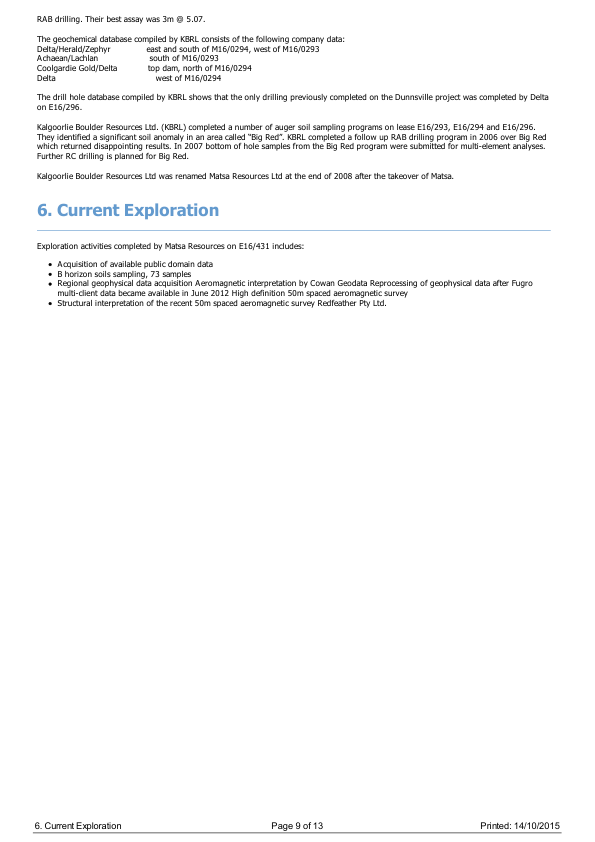 RAB drilling. Their best assay was 3m @ 5.07.
The geochemical database compiled by KBRL consists of the following company data:
Delta/Herald/Zephyr east and south of M16/0294, west of M16/0293
Achaean/Lachlan south of M16/0293
Coolgardie Gold/Delta top dam, north of M16/0294
Delta west of M16/0294
The drill hole database compiled by KBRL shows that the only drilling previously completed on the Dunnsville project was completed by Delta
on E16/296.
Kalgoorlie Boulder Resources Ltd. (KBRL) completed a number of auger soil sampling programs on lease E16/293, E16/294 and E16/296.
They identified a significant soil anomaly in an area called “Big Red”. KBRL completed a follow up RAB drilling program in 2006 over Big Red
which returned disappointing results. In 2007 bottom of hole samples from the Big Red program were submitted for multi-element analyses.
Further RC drilling is planned for Big Red.
Kalgoorlie Boulder Resources Ltd was renamed Matsa Resources Ltd at the end of 2008 after the takeover of Matsa.
6. Current Exploration
Exploration activities completed by Matsa Resources on E16/431 includes:
• Acquisition of available public domain data
• B horizon soils sampling, 73 samples
• Regional geophysical data acquisition Aeromagnetic interpretation by Cowan Geodata Reprocessing of geophysical data after Fugro
multi-client data became available in June 2012 High definition 50m spaced aeromagnetic survey
• Structural interpretation of the recent 50m spaced aeromagnetic survey Redfeather Pty Ltd.
6. Current Exploration Page 9 of 13 Printed: 14/10/2015